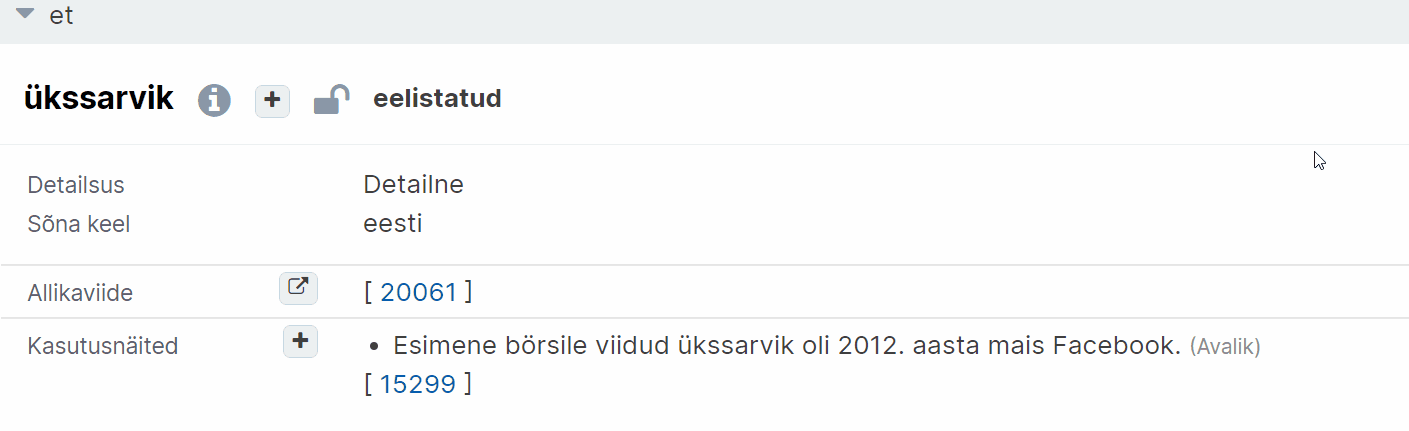 et
ükssarvik eelistatud
Detailsus Detailne
Sõna keel eesti
Allikaviide [ 20061 ]
Kasutusnäited • Esimene börsile viidud ükssarvik oli 2012. aasta mais Facebook. (Avalik)
[ 15299 ]